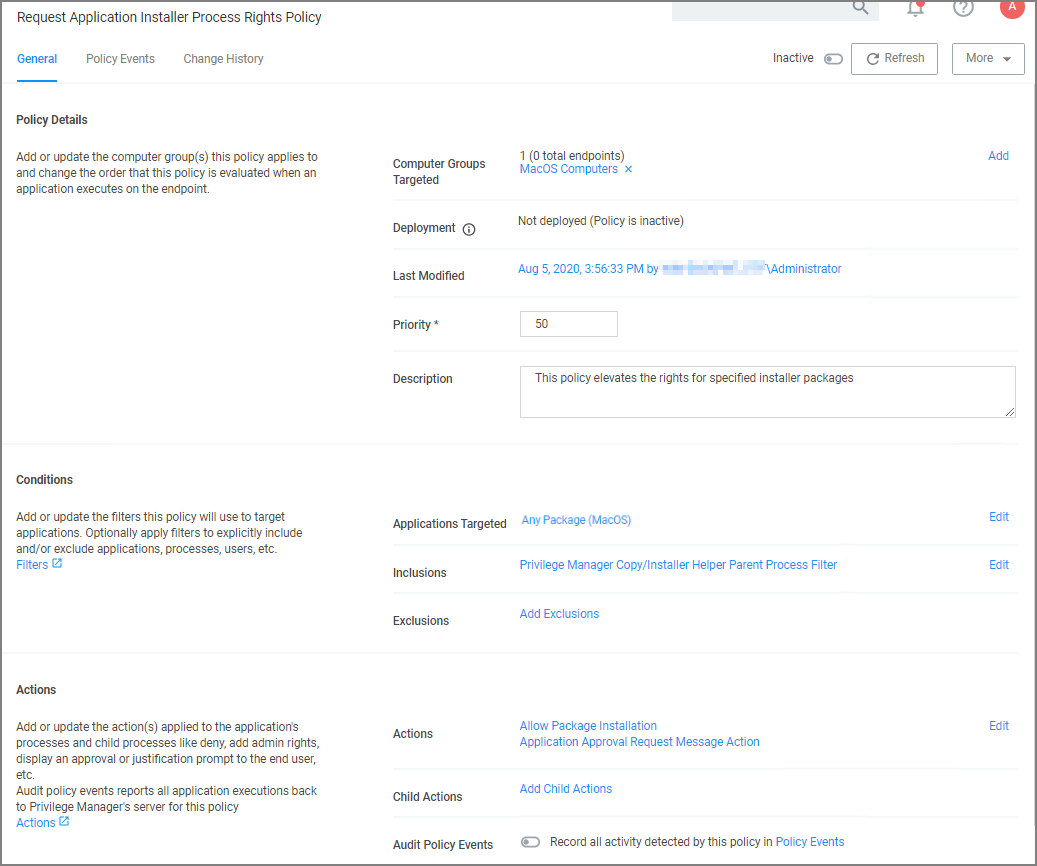 Request Application Installer Process Rights Policy
A
General
Policy Events
Change History
Inactive
Refresh
More
Policy Details
Add or update the computer group(s) this policy applies to
and change the order that this policy is evaluated when an
application executes on the endpoint.
Computer Groups
Targeted
1 (0 total endpoints)
MacOS Computers ×
Add
Deployment
Not deployed (Policy is inactive)
Last Modified
Aug 5, 2020, 3:56:33 PM by \Administrator
Priority *
50
Description
This policy elevates the rights for specified installer packages
Conditions
Add or update the filters this policy will use to target
applications. Optionally apply filters to explicitly include
and/or exclude applications, processes, users, etc.
Filters
Applications Targeted
Any Package (MacOS)
Edit
Inclusions
Privilege Manager Copy/Installer Helper Parent Process Filter
Edit
Exclusions
Add Exclusions
Actions
Add or update the action(s) applied to the application's
processes and child processes like deny, add admin rights,
display an approval or justification prompt to the end user,
etc.
Audit policy events reports all application executions back
to Privilege Manager's server for this policy
Actions
Actions
Allow Package Installation
Application Approval Request Message Action
Edit
Child Actions
Add Child Actions
Audit Policy Events
Record all activity detected by this policy in Policy Events